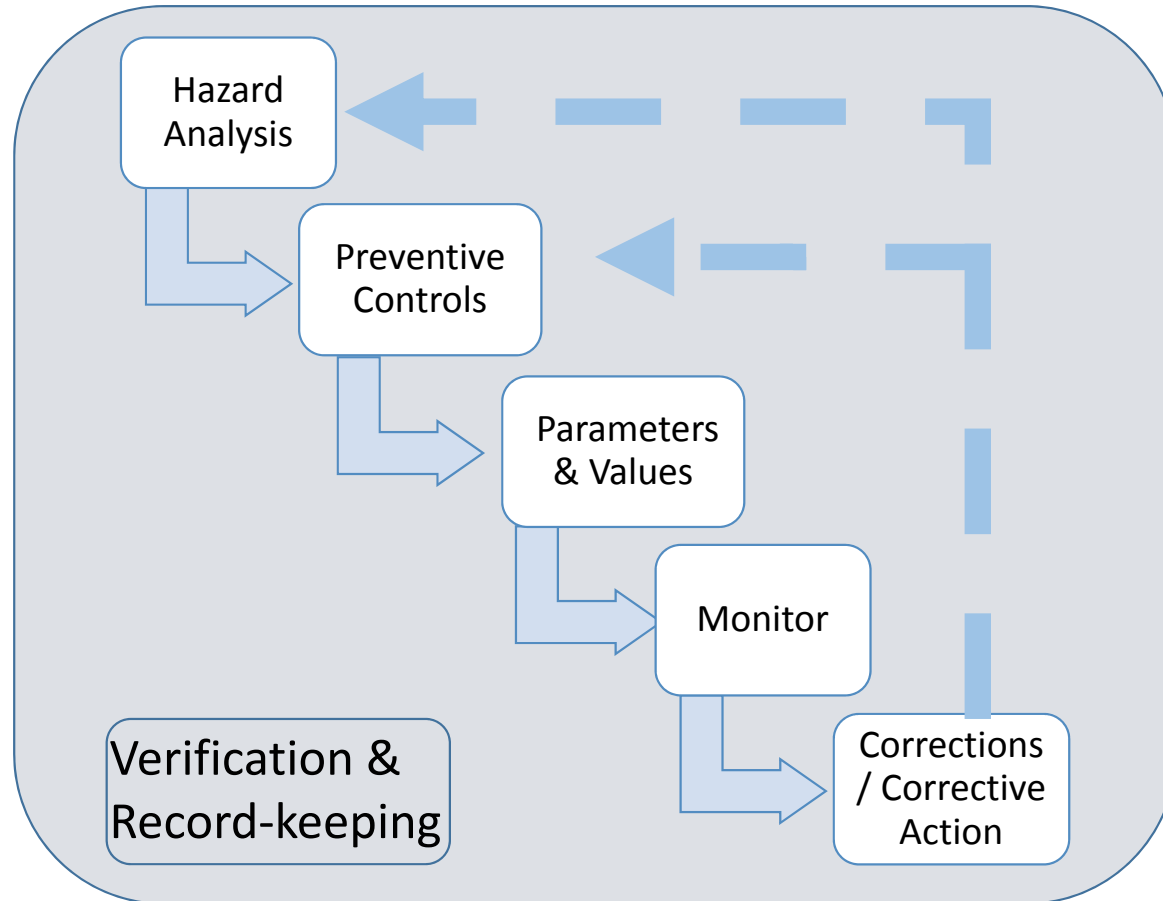 Hazard
Analysis
Preventive
Controls
Parameters
& Values
Monitor
Corrections
/ Corrective
Action
Verification &
Record-keeping